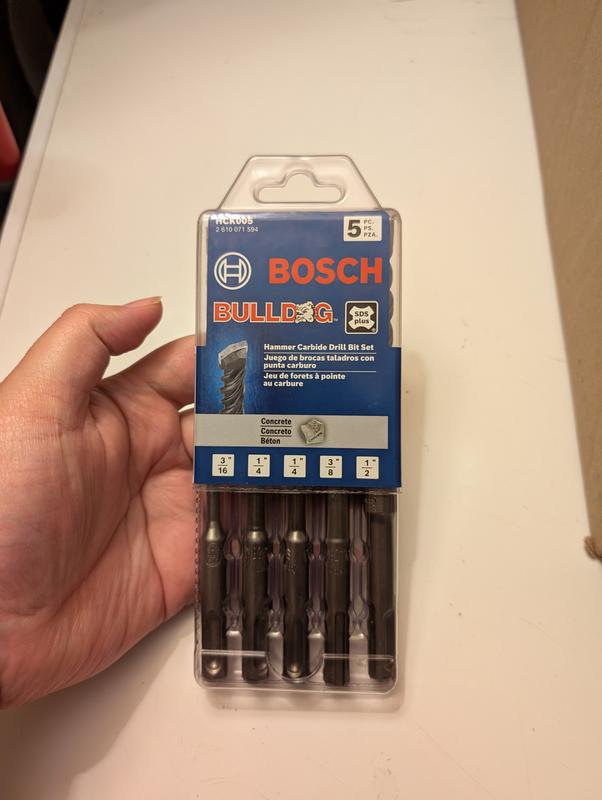 HCK005
2 610 071 594
5 PC.
PS.
PZA.
BOSCH
BULLDOG™
SDS
plus
Hammer Carbide Drill Bit Set
Juego de brocas taladros con
punta carburo
Jeu de forets à pointe
au carbure
Concrete
Concreto
Béton
3/16" 1/4" 1/4" 3/8" 1/2"